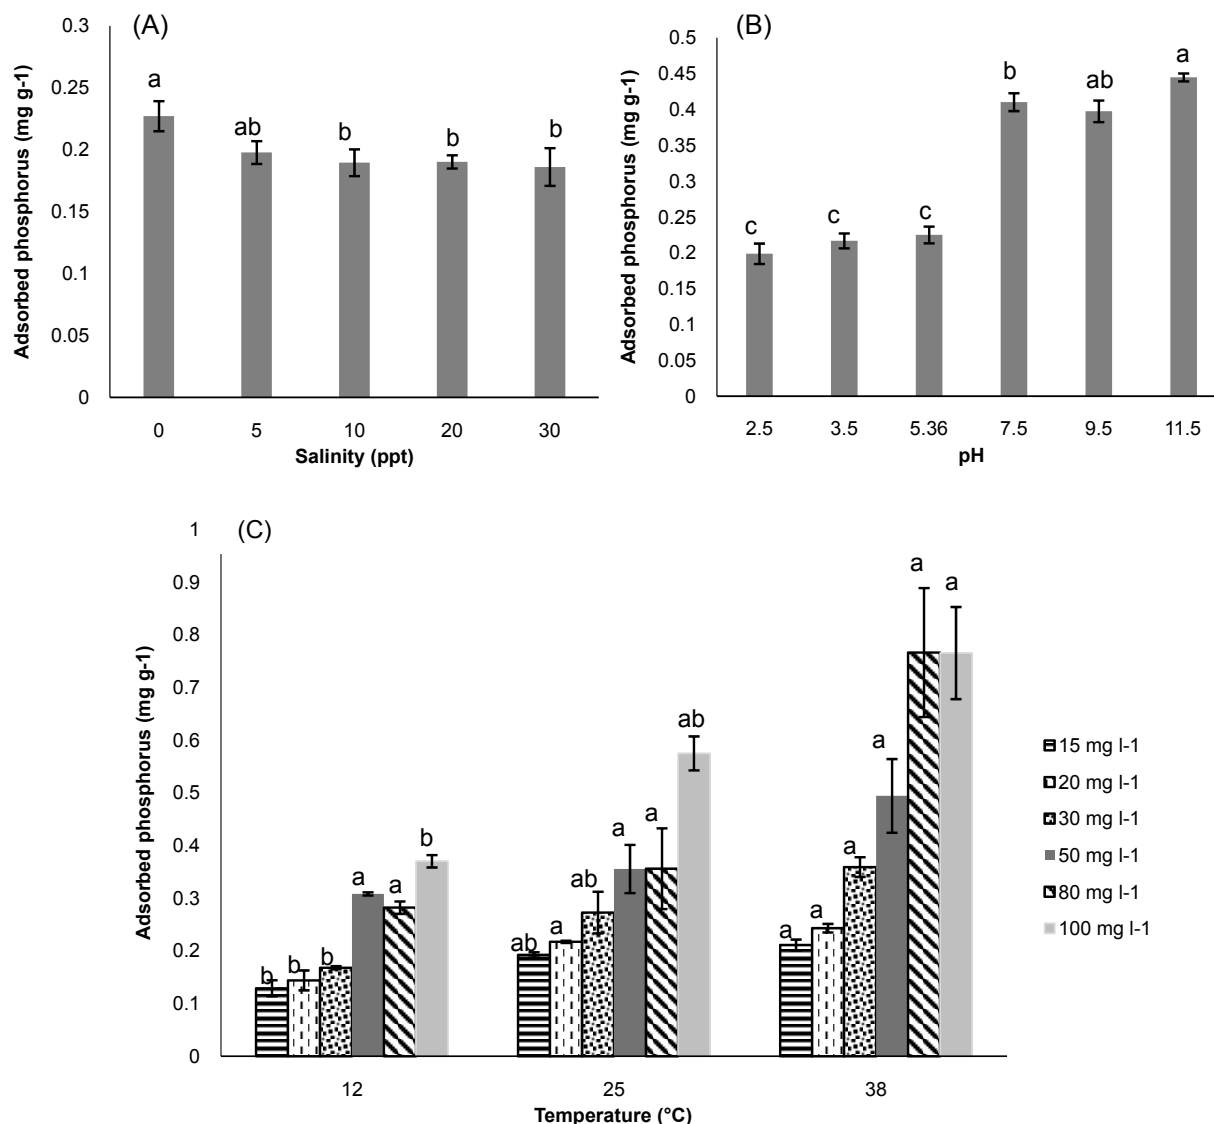 (A)
Adsorbed phosphorus (mg g-1)
0.3
0.25
0.2
0.15
0.1
0.05
0
a
ab
b
b
b
0 5 10 20 30
Salinity (ppt)
(B)
Adsorbed phosphorus (mg g-1)
0.5
0.45
0.4
0.35
0.3
0.25
0.2
0.15
0.1
0.05
0
c
c
c
b
ab
a
2.5 3.5 5.36 7.5 9.5 11.5
pH
(C)
Adsorbed phosphorus (mg g-1)
1
0.9
0.8
0.7
0.6
0.5
0.4
0.3
0.2
0.1
0
b
b
b
a
a
b
ab
a
ab
a
a
ab
a
a
a
a
a
a
12 25 38
Temperature (°C)
15 mg l-1
20 mg l-1
30 mg l-1
50 mg l-1
80 mg l-1
100 mg l-1